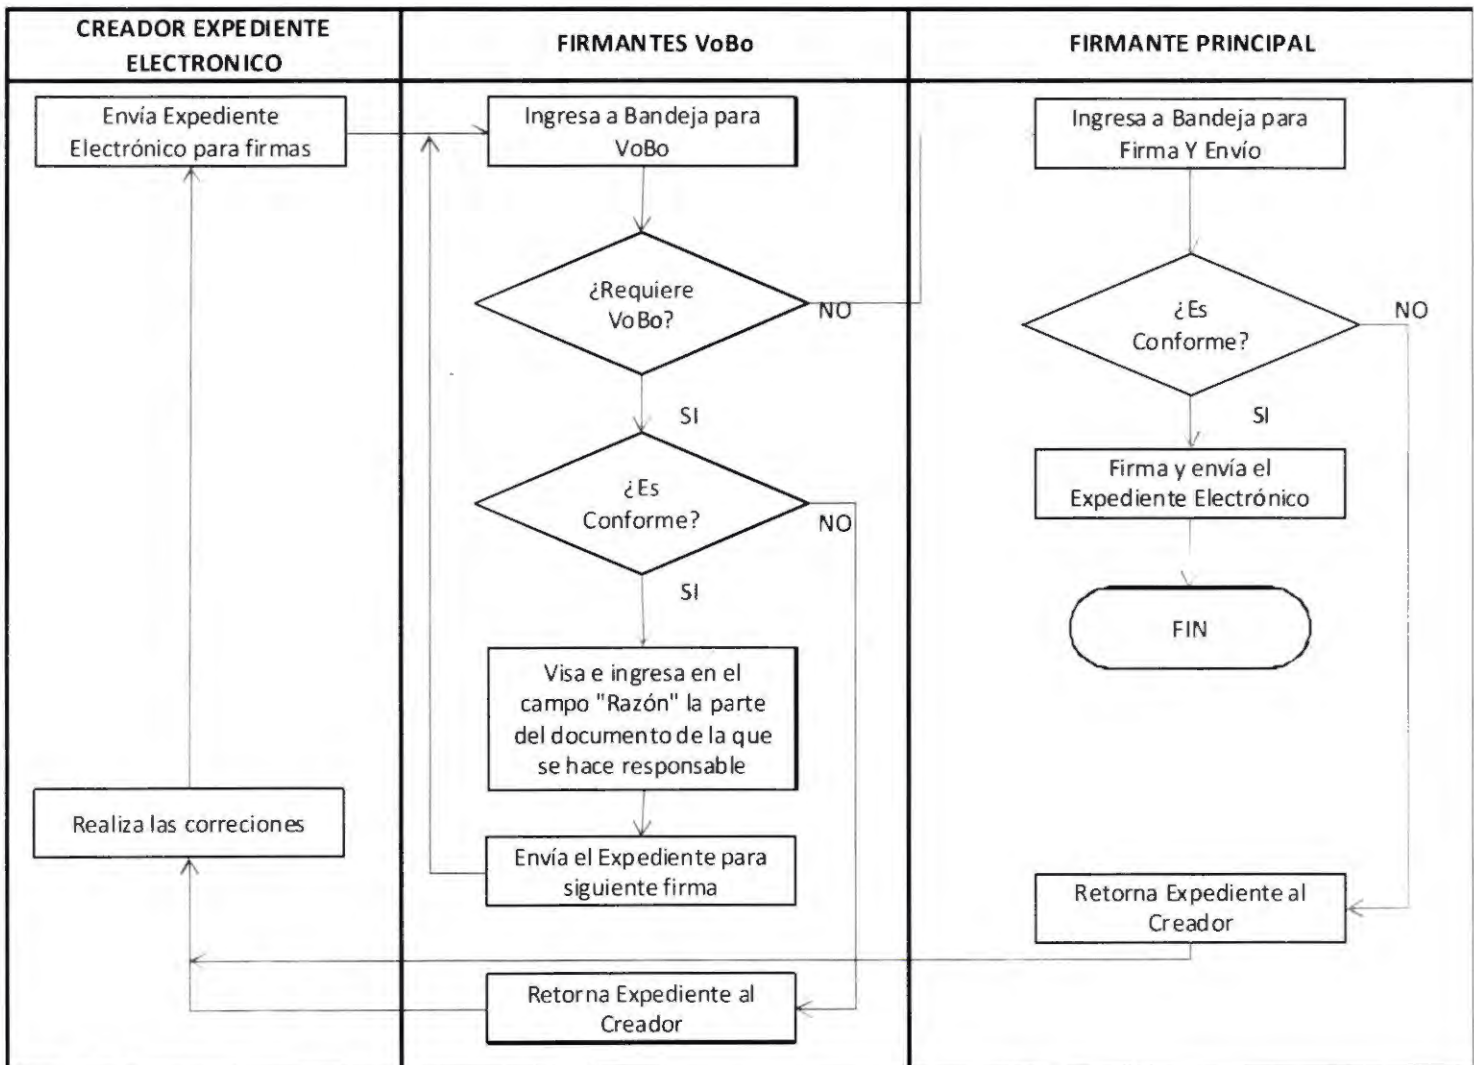 CREADOR EXPEDIENTE
ELECTRONICO
FIRMANTES VoBo
FIRMANTE PRINCIPAL
Envía Expediente
Electrónico para firmas
Ingresa a Bandeja para
VoBo
Ingresa a Bandeja para
Firma Y Envío
¿Requiere
VoBo?
NO
¿Es
Conforme?
NO
SI
SI
¿Es
Conforme?
NO
SI
Firma y envía el
Expediente Electrónico
FIN
Visa e ingresa en el
campo "Razón" la parte
del documento de la que
se hace responsable
Realiza las correciones
Envía el Expediente para
siguiente firma
Retorna Expediente al
Creador
Retorna Expediente al
Creador